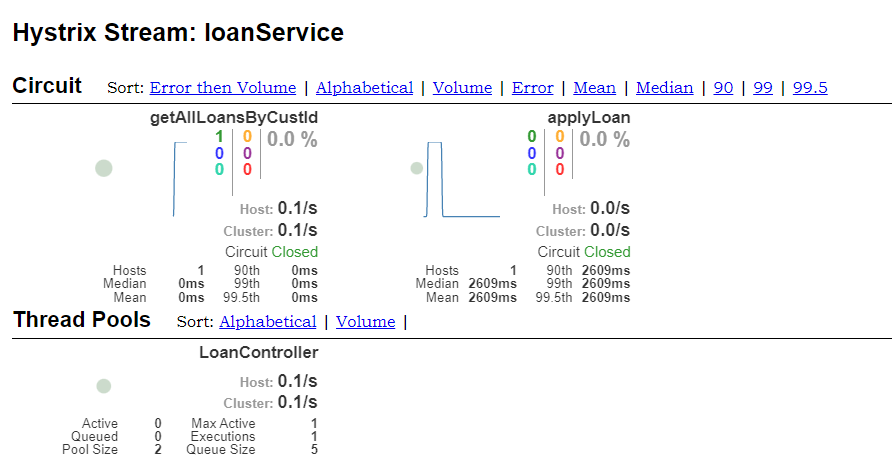 Hystrix Stream: loanService
Circuit Sort: Error then Volume | Alphabetical | Volume | Error | Mean | Median | 90 | 99 | 99.5
getAllLoansByCustId
1 0 0.0 %
0 0
0 0
Host: 0.1/s
Cluster: 0.1/s
Circuit Closed
Hosts 1 90th 0ms
Median 0ms 99th 0ms
Mean 0ms 99.5th 0ms
applyLoan
0 0 0.0 %
0 0
0 0
Host: 0.0/s
Cluster: 0.0/s
Circuit Closed
Hosts 1 90th 2609ms
Median 2609ms 99th 2609ms
Mean 2609ms 99.5th 2609ms
Thread Pools Sort: Alphabetical | Volume |
LoanController
Host: 0.1/s
Cluster: 0.1/s
Active 0 Max Active 1
Queued 0 Executions 1
Pool Size 2 Queue Size 5